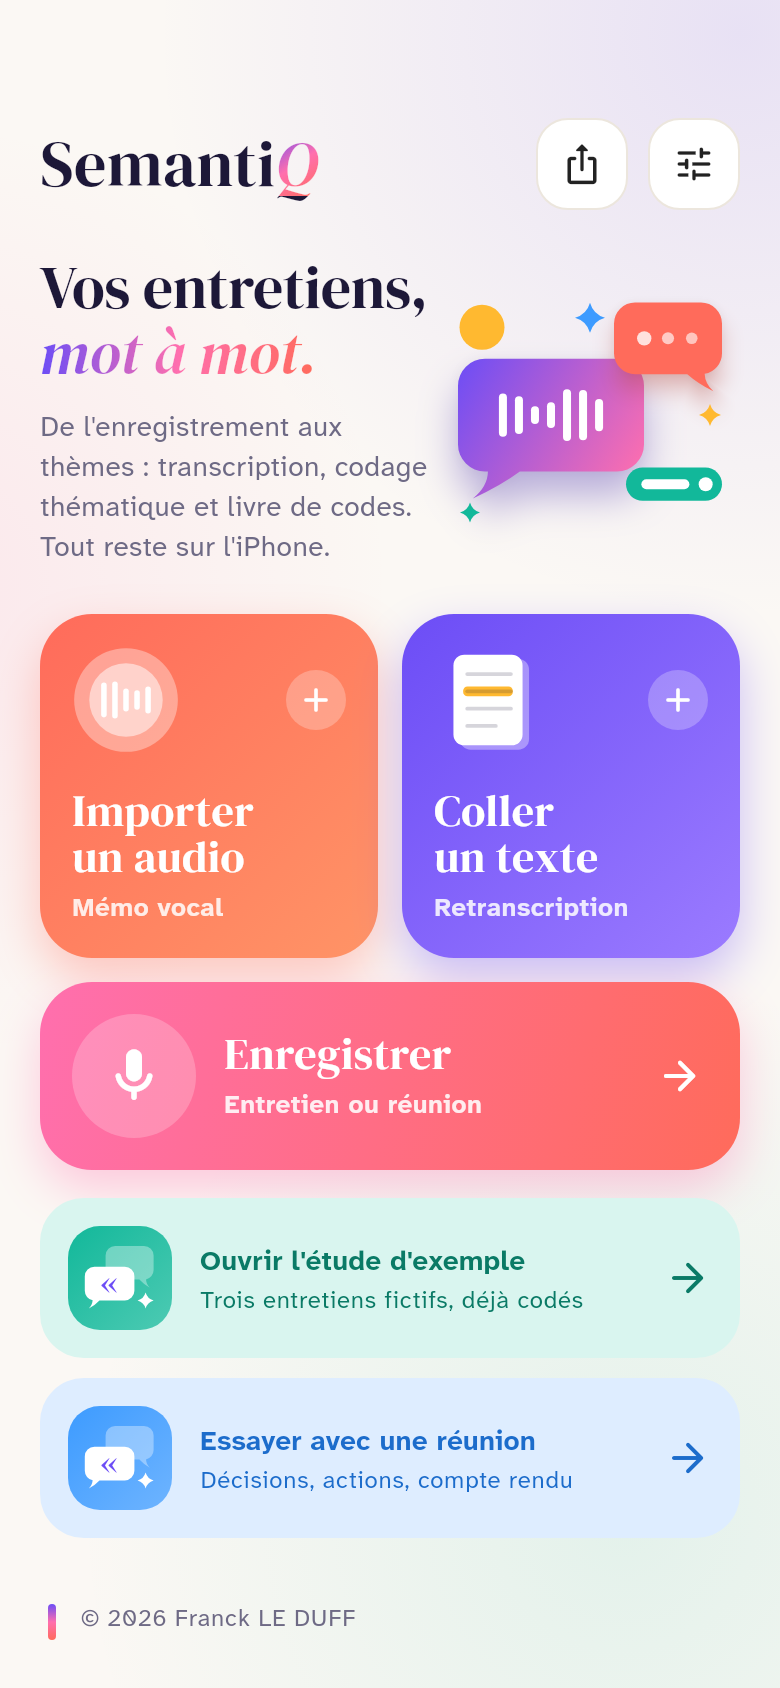 SemantiQ
Vos entretiens,
mot à mot.
De l'enregistrement aux
thèmes : transcription, codage
thématique et livre de codes.
Tout reste sur l'iPhone.
Importer
un audio
Mémo vocal
Coller
un texte
Retranscription
Enregistrer
Entretien ou réunion
«
Ouvrir l'étude d'exemple
Trois entretiens fictifs, déjà codés
«
Essayer avec une réunion
Décisions, actions, compte rendu
© 2026 Franck LE DUFF